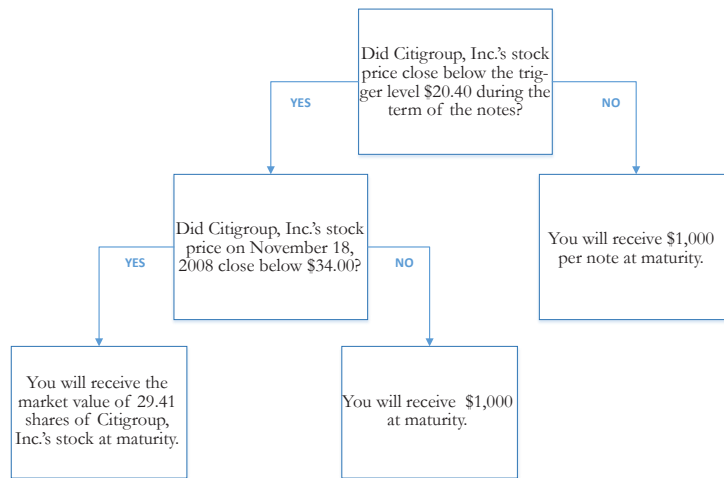 Did Citigroup, Inc.'s stock
price close below the trig-
ger level $20.40 during the
term of the notes?
YES
NO
Did Citigroup, Inc.'s stock
price on November 18,
2008 close below $34.00?
You will receive $1,000
per note at maturity.
YES
NO
You will receive the
market value of 29.41
shares of Citigroup,
Inc.'s stock at maturity.
You will receive $1,000
at maturity.